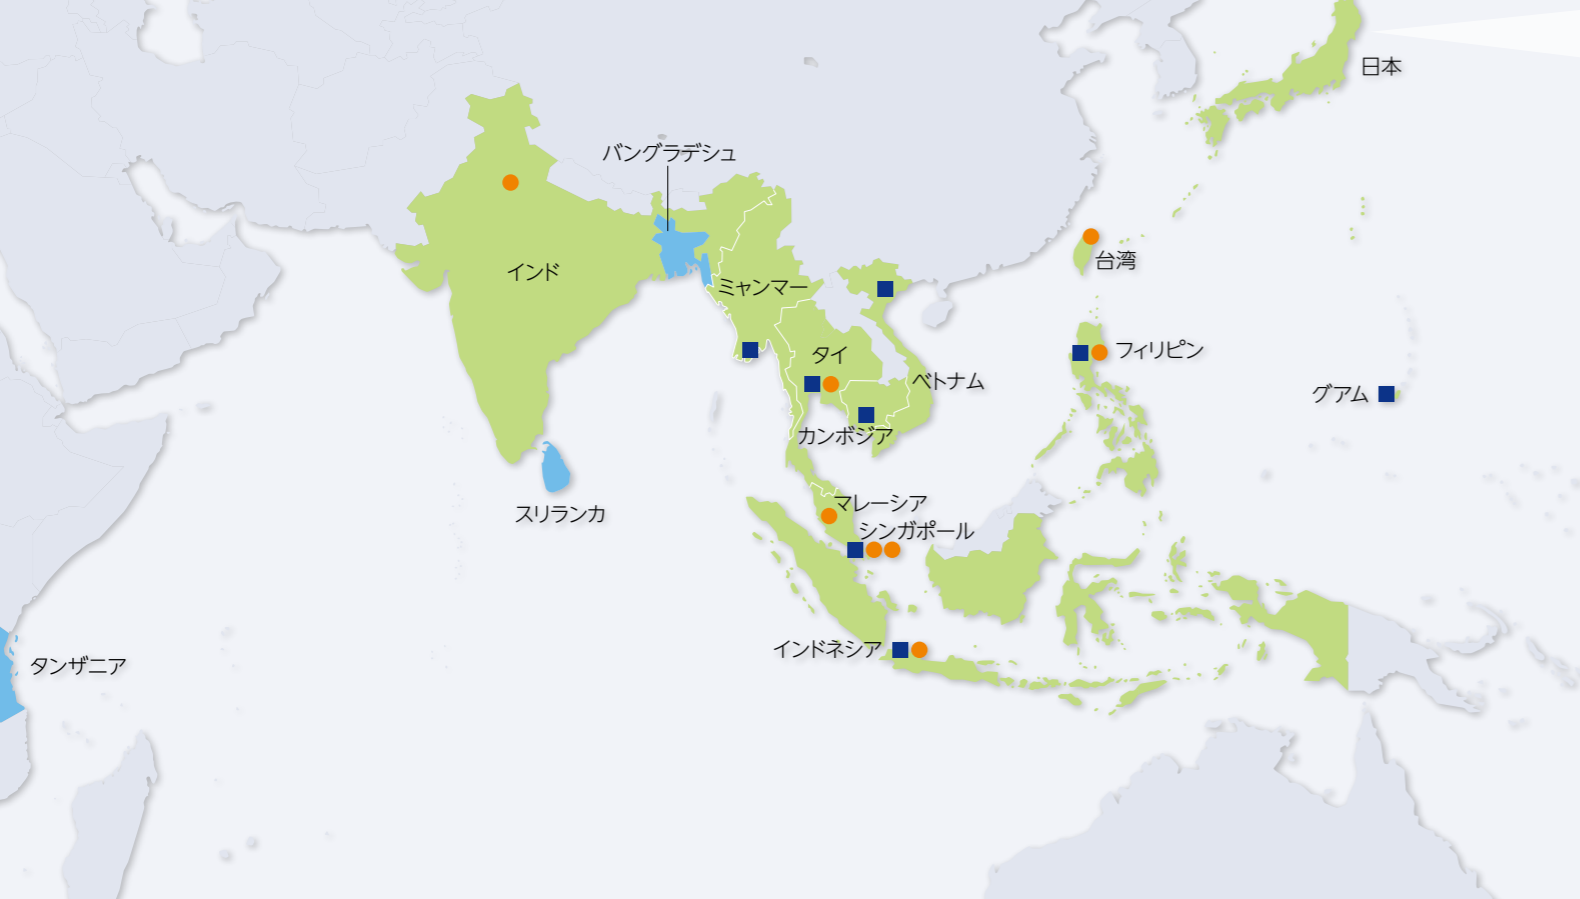 日本
バングラデシュ
台湾
インド
ミャンマー
タイ
フィリピン
ベトナム
グアム
カンボジア
スリランカ
マレーシア
シンガポール
インドネシア
タンザニア